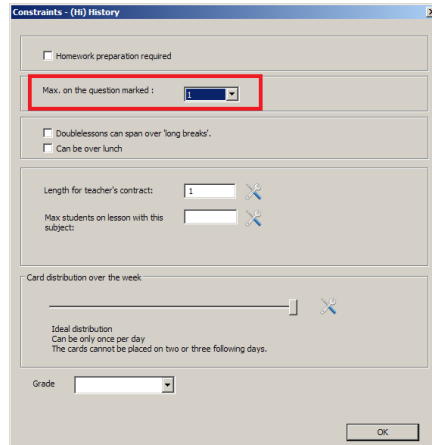 Constraints - (Hi) History
Homework preparation required
Max. on the question marked :
1
Doublelessons can span over 'long breaks'.
Can be over lunch
Length for teacher's contract:
1
Max students on lesson with this
subject:
Card distribution over the week
Ideal distribution
Can be only once per day
The cards cannot be placed on two or three following days.
Grade
OK